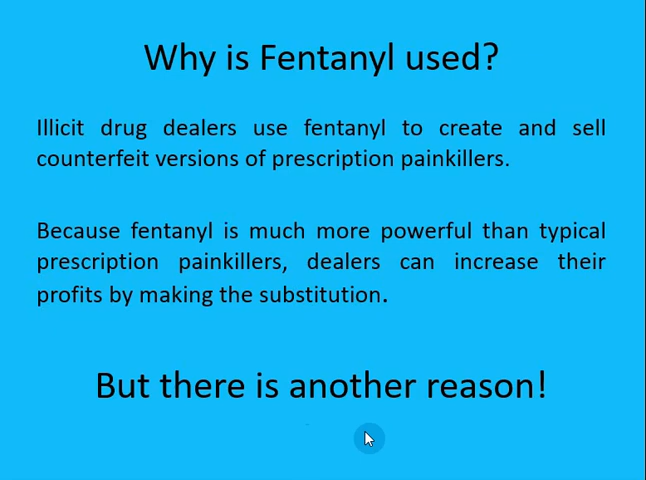 Why is Fentanyl used?
Illicit drug dealers use fentanyl to create and sell
counterfeit versions of prescription painkillers.
Because fentanyl is much more powerful than typical
prescription painkillers, dealers can increase their
profits by making the substitution.
But there is another reason!